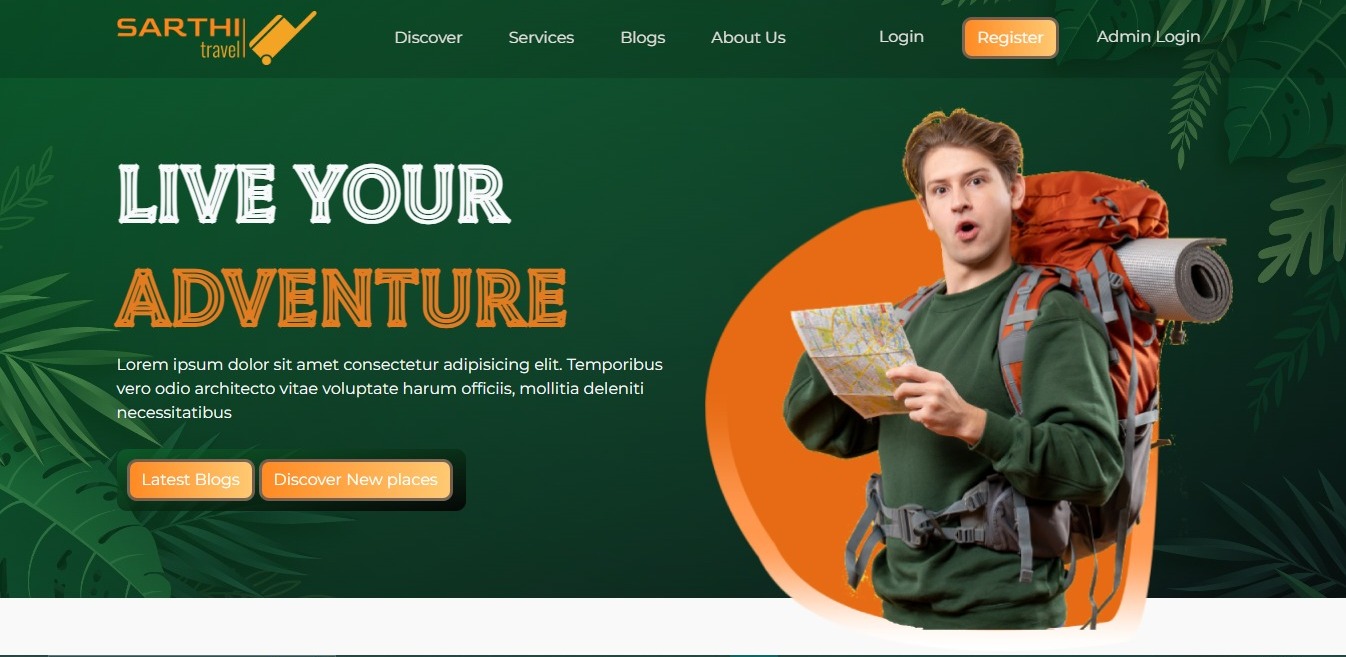 SARTHI
travel
Discover Services Blogs About Us Login Register Admin Login
LIVE YOUR
ADVENTURE
Lorem ipsum dolor sit amet consectetur adipisicing elit. Temporibus
vero odio architecto vitae voluptate harum officiis, mollitia deleniti
necessitatibus
Latest Blogs Discover New places